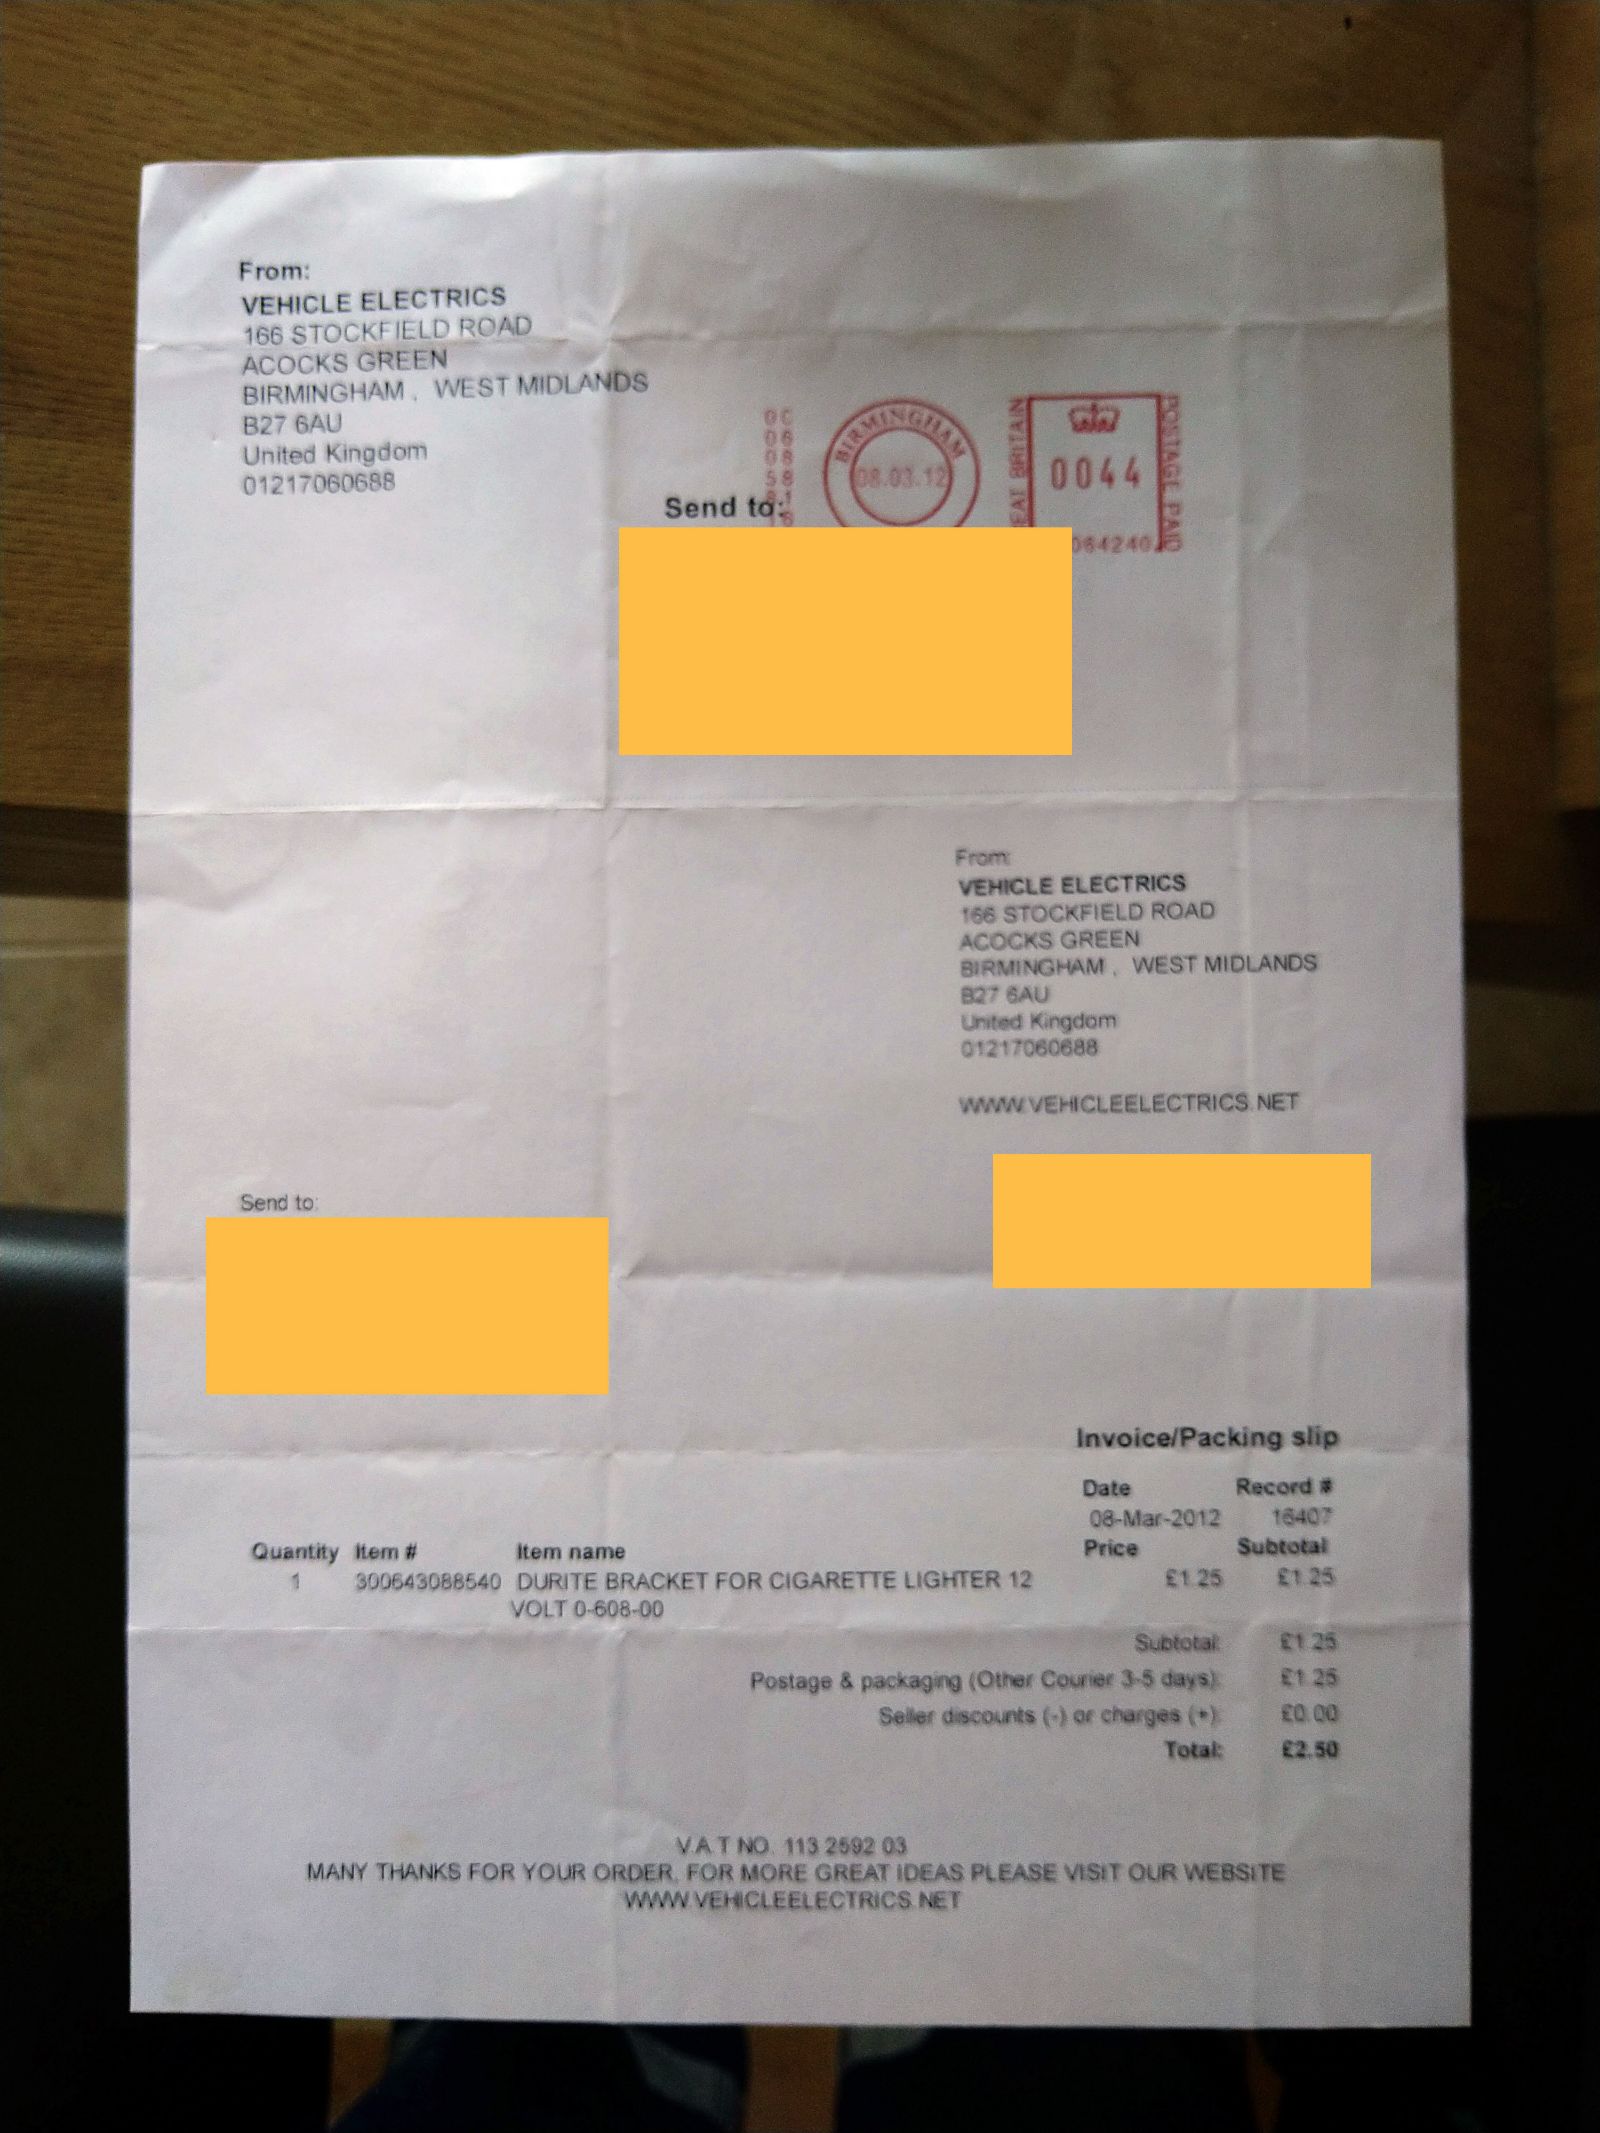 From:
VEHICLE ELECTRICS
166 STOCKFIELD ROAD
ACOCKS GREEN
BIRMINGHAM , WEST MIDLANDS
B27 6AU
United Kingdom
01217060688
BIRMINGHAM
08.03.12
EAT BRITAIN
0044
POSTAGE PAID
064240
Send to:
From:
VEHICLE ELECTRICS
166 STOCKFIELD ROAD
ACOCKS GREEN
BIRMINGHAM , WEST MIDLANDS
B27 6AU
United Kingdom
01217060688
WWW.VEHICLEELECTRICS.NET
Send to:
Invoice/Packing slip
Date Record #
08-Mar-2012 16407
Quantity Item # Item name Price Subtotal
1 300643088540 DURITE BRACKET FOR CIGARETTE LIGHTER 12 £1.25 £1.25
VOLT 0-608-00
Subtotal: £1.25
Postage & packaging (Other Courier 3-5 days): £1.25
Seller discounts (-) or charges (+): £0.00
Total: £2.50
V.A.T NO. 113 2592 03
MANY THANKS FOR YOUR ORDER. FOR MORE GREAT IDEAS PLEASE VISIT OUR WEBSITE
WWW.VEHICLEELECTRICS.NET